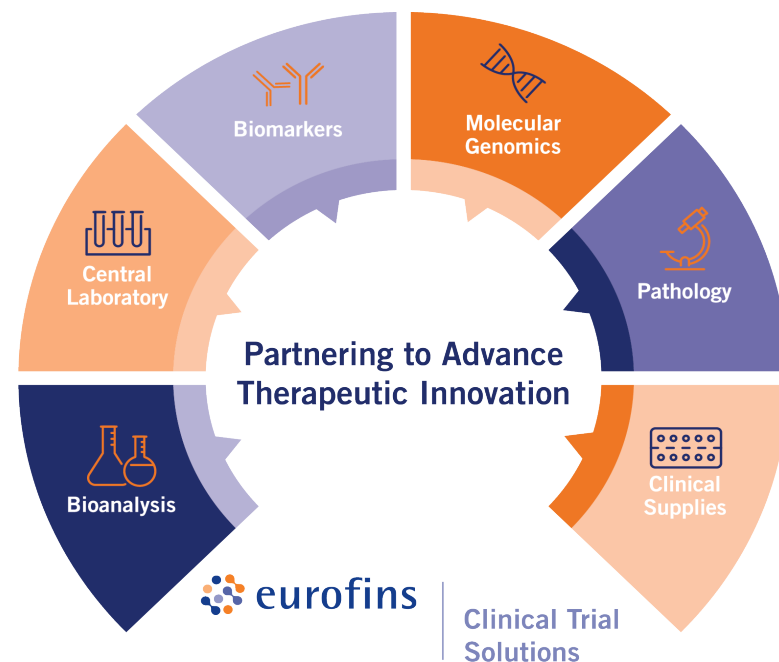 Biomarkers
Molecular
Genomics
Central
Laboratory
Pathology
Partnering to Advance
Therapeutic Innovation
Bioanalysis
Clinical
Supplies
eurofins
Clinical Trial
Solutions